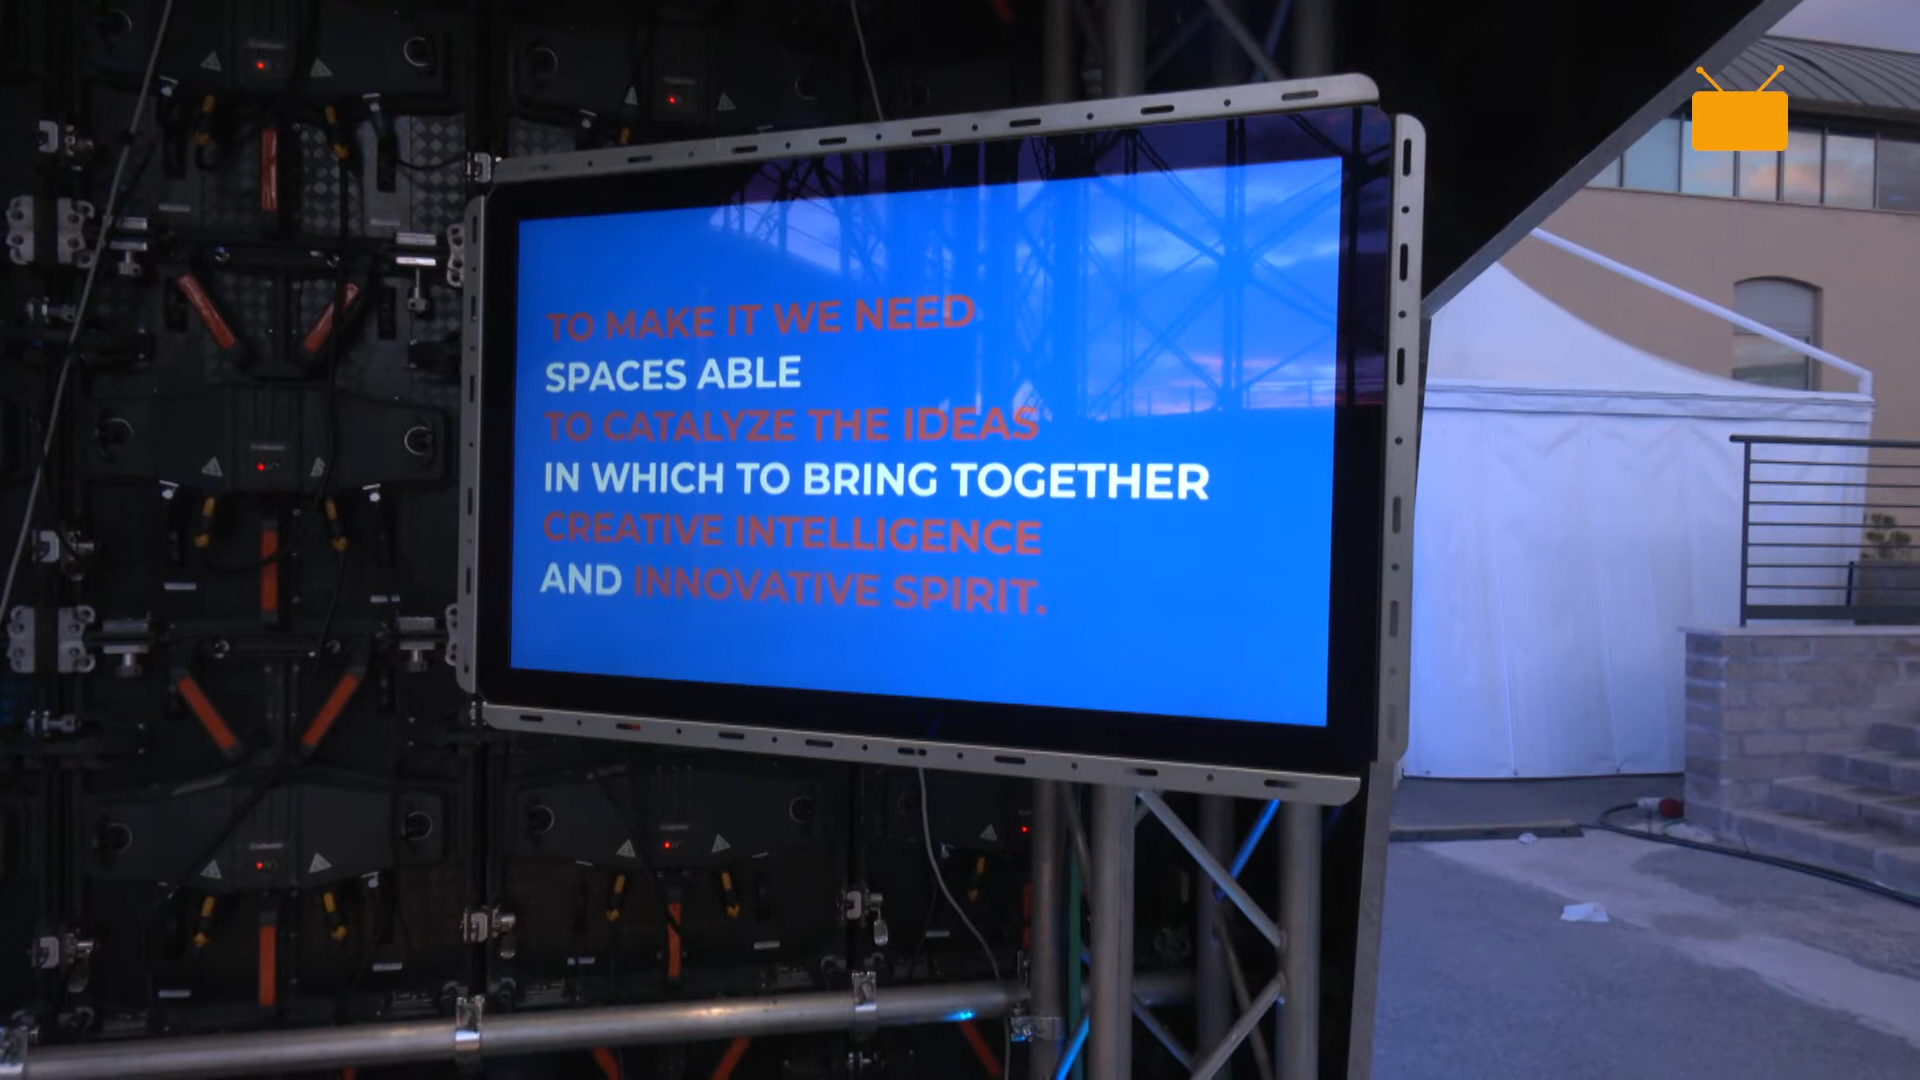 TO MAKE IT WE NEED
SPACES ABLE
TO CATALYZE THE IDEAS
IN WHICH TO BRING TOGETHER
CREATIVE INTELLIGENCE
AND INNOVATIVE SPIRIT.